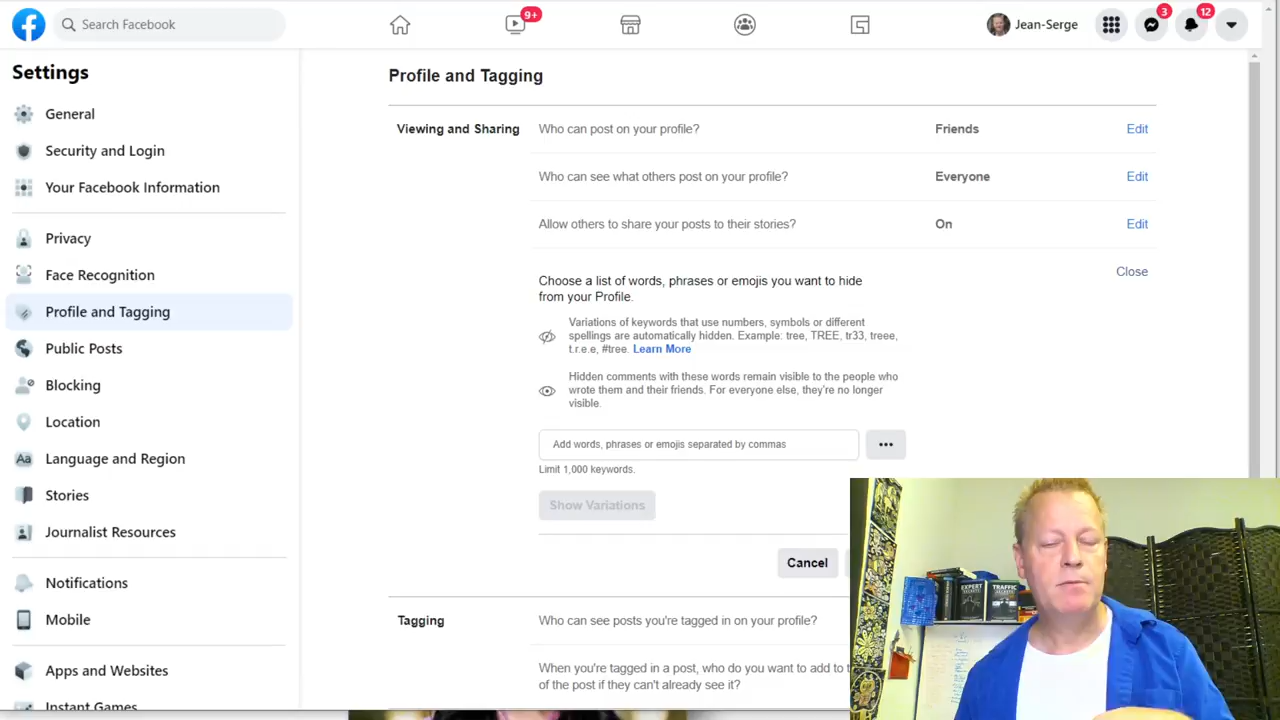 Search Facebook
9+
Jean-Serge
3
12
Settings
General
Security and Login
Your Facebook Information
Privacy
Face Recognition
Profile and Tagging
Public Posts
Blocking
Location
Aa Language and Region
Stories
Journalist Resources
Notifications
Mobile
Apps and Websites
Instant Games
Profile and Tagging
Viewing and Sharing
Who can post on your profile?
Friends
Edit
Who can see what others post on your profile?
Everyone
Edit
Allow others to share your posts to their stories?
On
Edit
Choose a list of words, phrases or emojis you want to hide
from your Profile.
Close
Variations of keywords that use numbers, symbols or different
spellings are automatically hidden. Example: tree, TREE, tr33, treee,
t.r.e.e, #tree. Learn More
Hidden comments with these words remain visible to the people who
wrote them and their friends. For everyone else, they're no longer
visible.
Add words, phrases or emojis separated by commas
Limit 1,000 keywords.
Show Variations
Cancel
Tagging
Who can see posts you're tagged in on your profile?
When you're tagged in a post, who do you want to add to
of the post if they can't already see it?
EXPERT
SECRETS
TRAFFIC
SECRETS